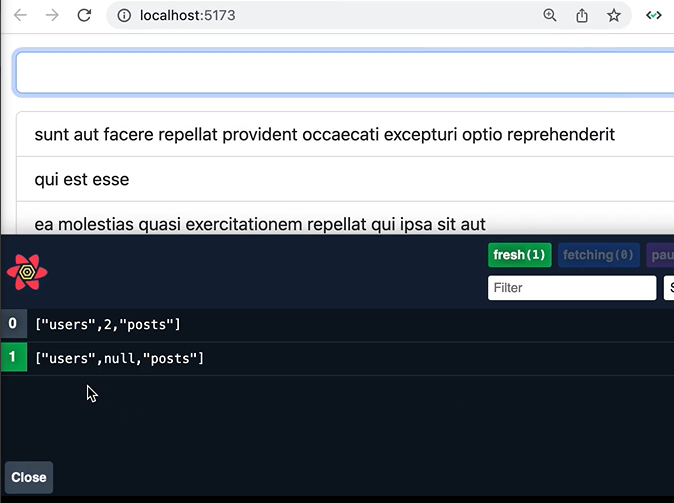 localhost:5173
sunt aut facere repellat provident occaecati excepturi optio reprehenderit
qui est esse
ea molestias quasi exercitationem repellat qui ipsa sit aut
fresh(1) fetching(0) pau
Filter S
0 ["users",2,"posts"]
1 ["users",null,"posts"]
Close